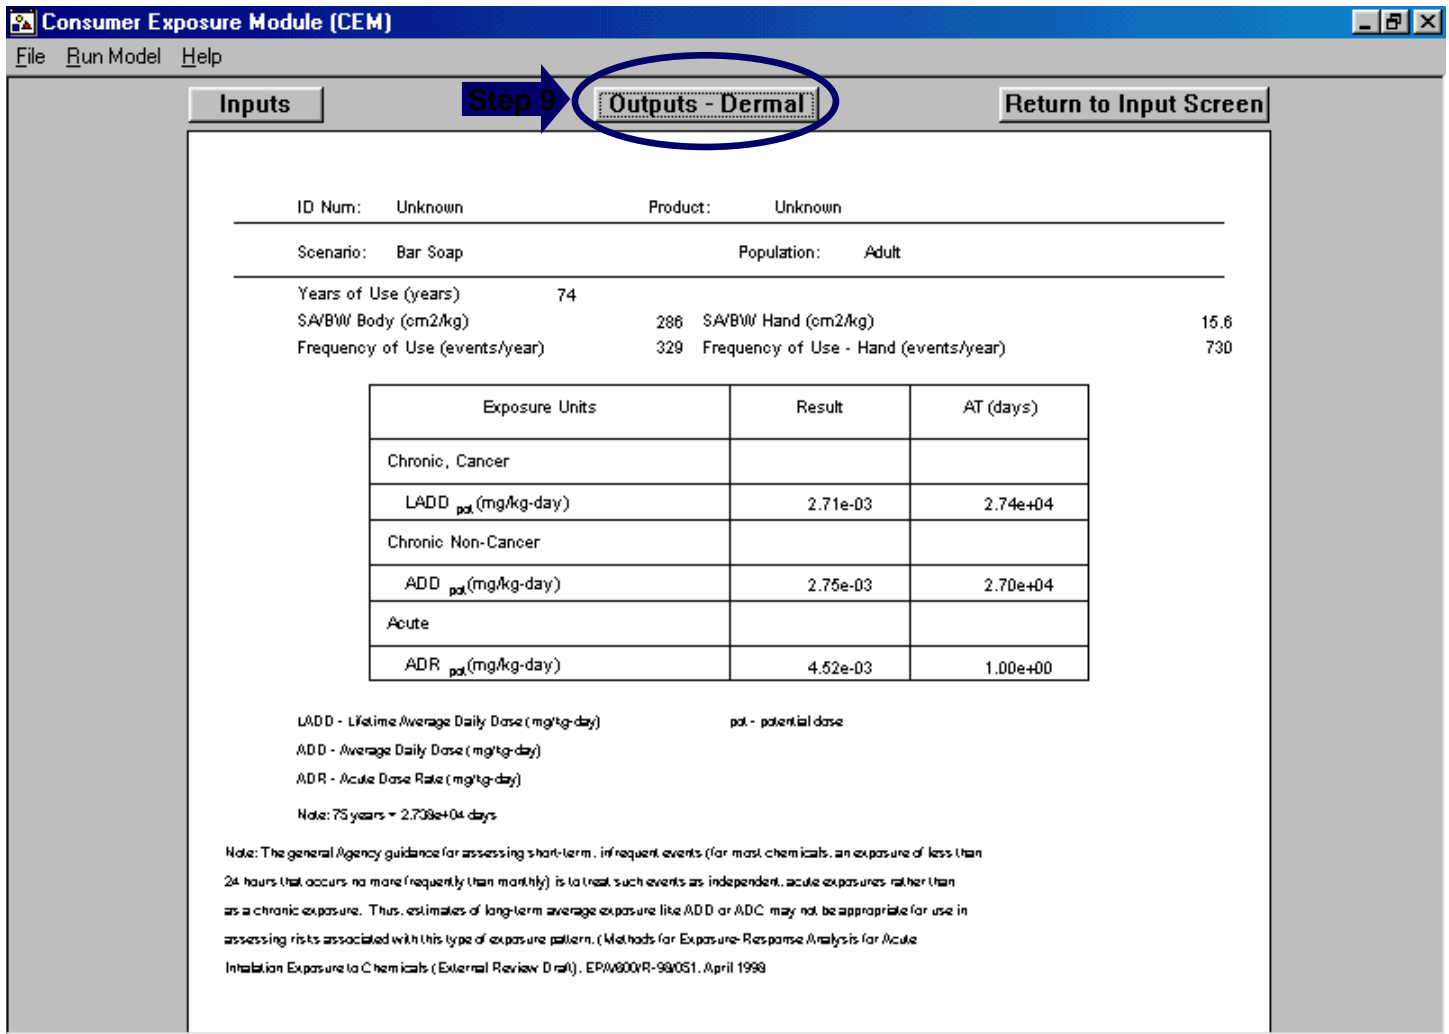 Consumer Exposure Module (CEM)
File Run Model Help
Inputs Step 9 Outputs - Dermal Return to Input Screen
ID Num: Unknown Product: Unknown
Scenario: Bar Soap Population: Adult
Years of Use (years) 74
SA/BW Body (cm2/kg) 286 SA/BW Hand (cm2/kg) 15.6
Frequency of Use (events/year) 329 Frequency of Use - Hand (events/year) 730
Exposure Units Result AT (days)
Chronic, Cancer
LADD pot (mg/kg-day) 2.71e-03 2.74e+04
Chronic Non-Cancer
ADD pot (mg/kg-day) 2.75e-03 2.70e+04
Acute
ADR pot (mg/kg-day) 4.52e-03 1.00e+00
LADD - Lifetime Average Daily Dose (mg/kg-day) pot - potential dose
ADD - Average Daily Dose (mg/kg-day)
ADR - Acute Dose Rate (mg/kg-day)
Note: 75 years = 2.738e+04 days
Note: The general Agency guidance for assessing short-term, infrequent events (for most chemicals, an exposure of less than
24 hours that occurs no more frequently than monthly) is to treat such events as independent, acute exposures rather than
as a chronic exposure. Thus, estimates of long-term average exposure like ADD or ADC may not be appropriate for use in
assessing risks associated with this type of exposure pattern. (Methods for Exposure-Response Analysis for Acute
Inhalation Exposure to Chemicals (External Review Draft). EPA/600/R-98/051. April 1998